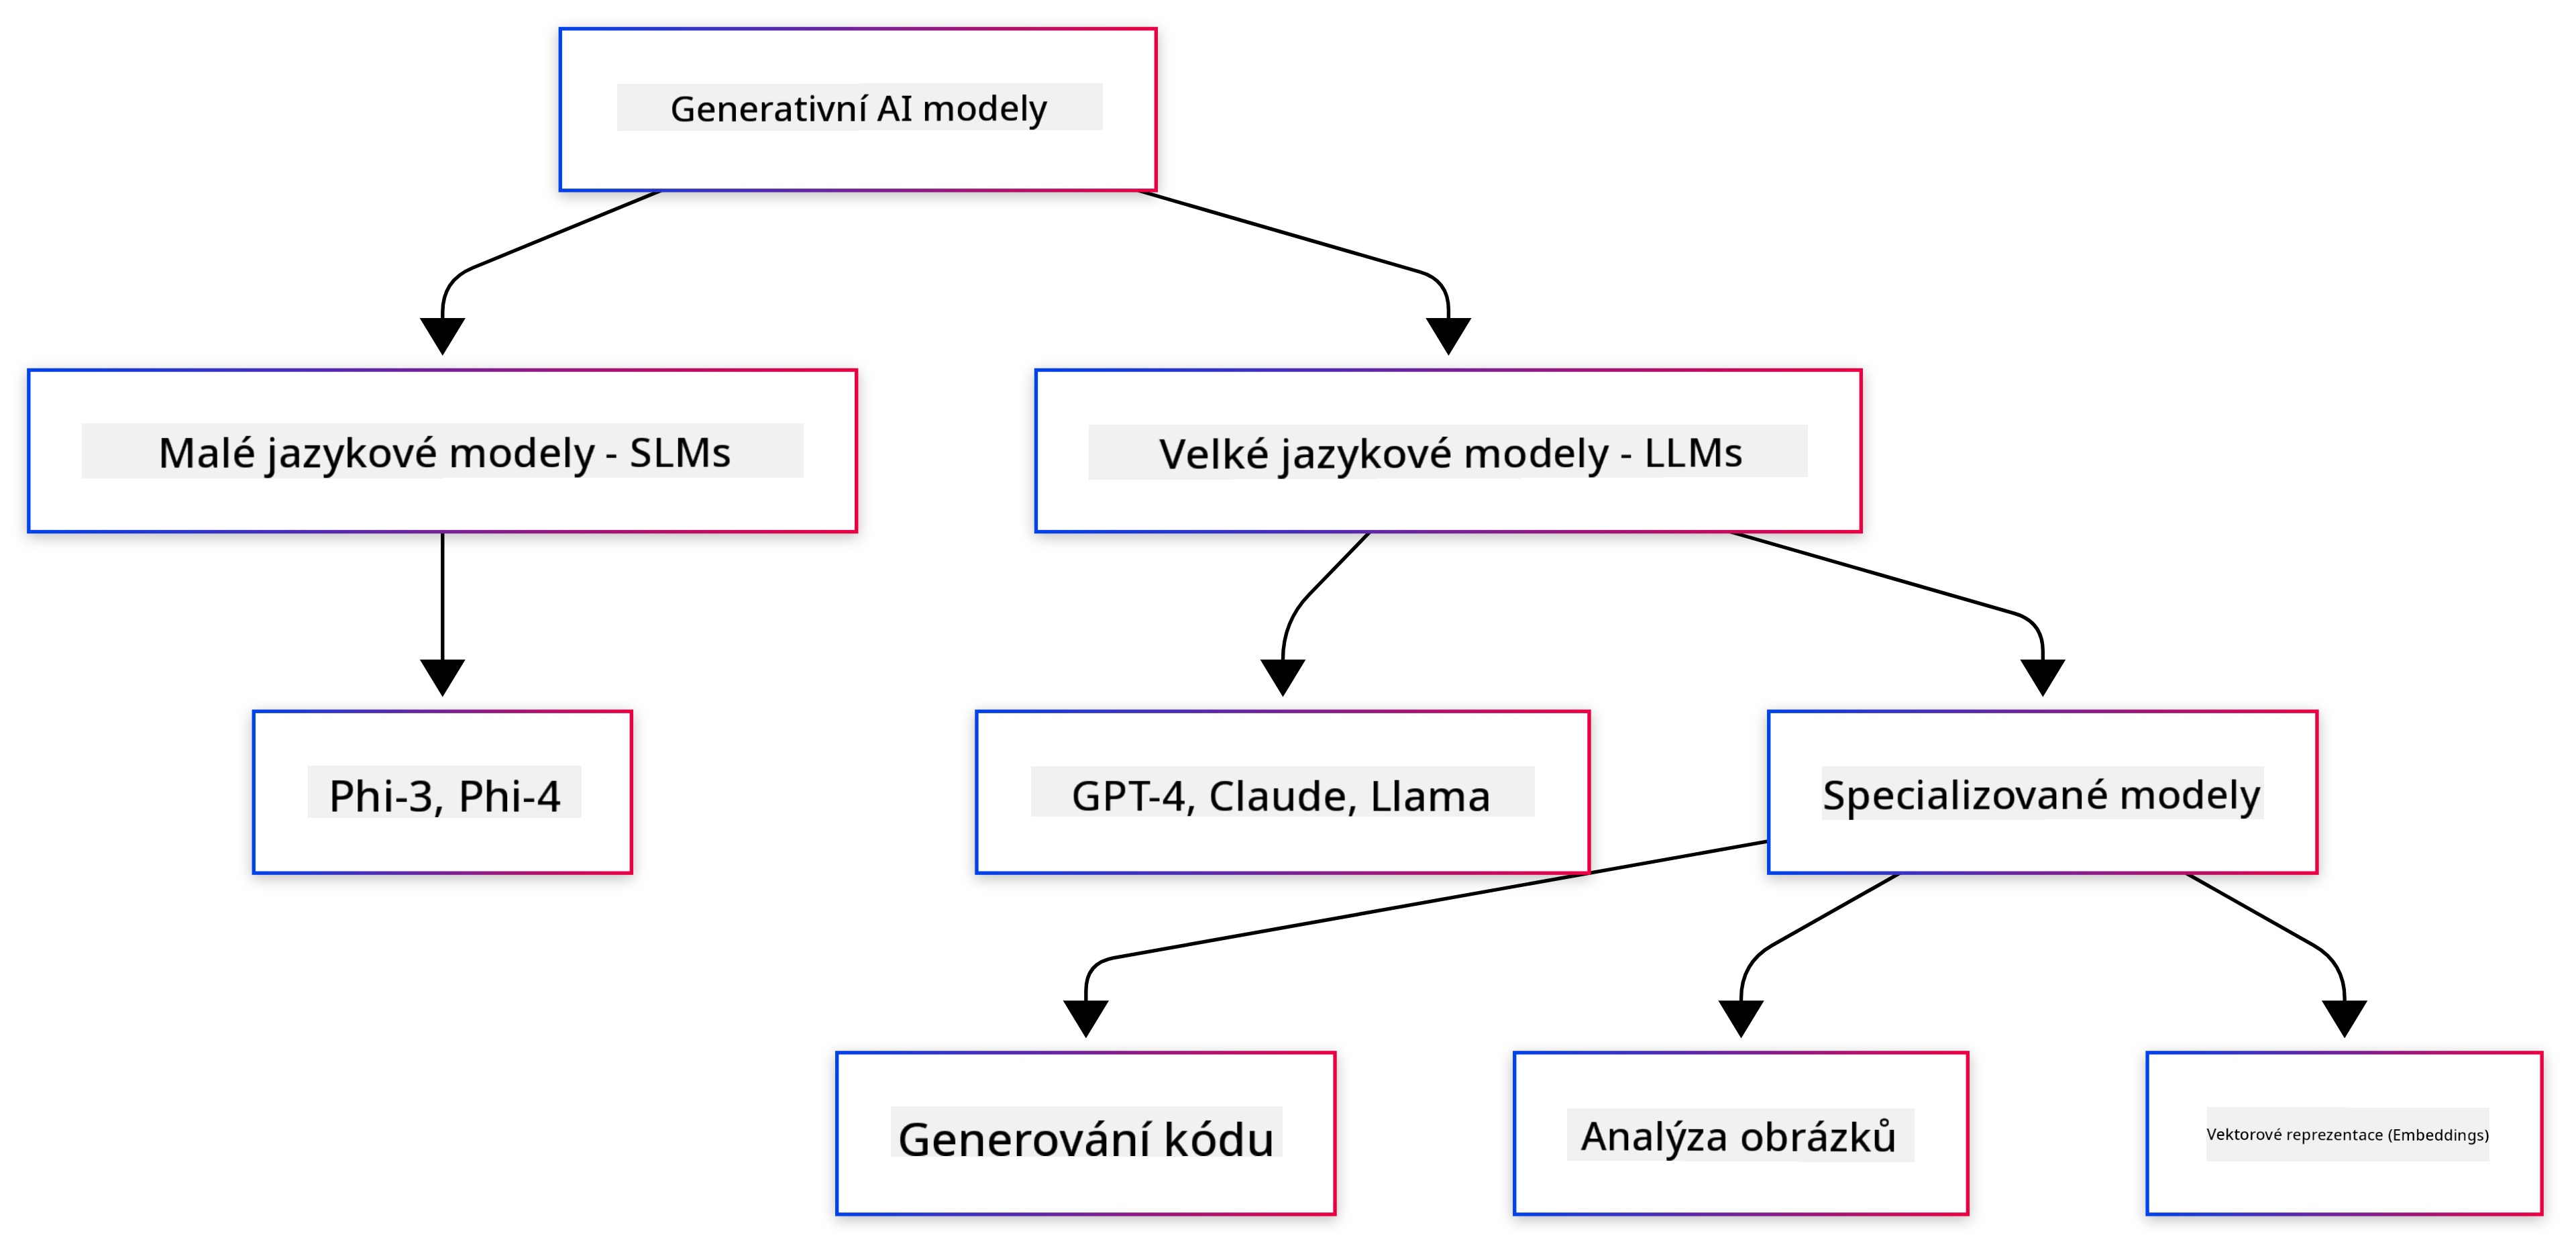 Generativní AI modely
Malé jazykové modely - SLMs
Velké jazykové modely - LLMs
Phi-3, Phi-4
GPT-4, Claude, Llama
Specializované modely
Generování kódu
Analýza obrázků
Vektorové reprezentace (Embeddings)